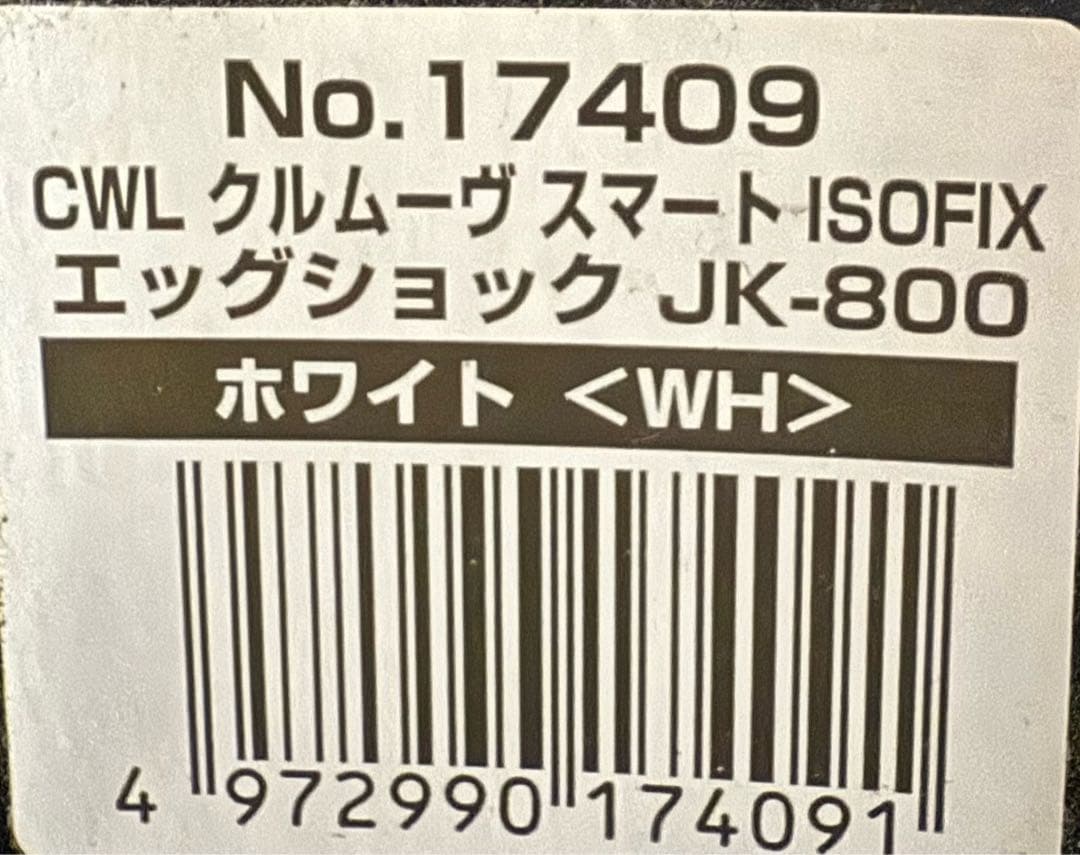 No.17409
CWL クルムーヴ スマート ISOFIX
エッグショック JK-800
ホワイト <WH>
4 972990 174091